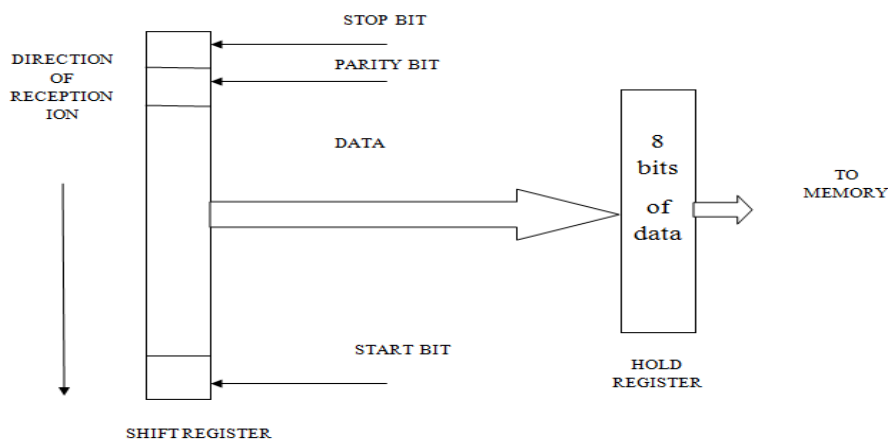 STOP BIT
DIRECTION
OF
RECEPTION
ION
PARITY BIT
DATA
8
bits
of
data
TO
MEMORY
START BIT
HOLD
REGISTER
SHIFT REGISTER